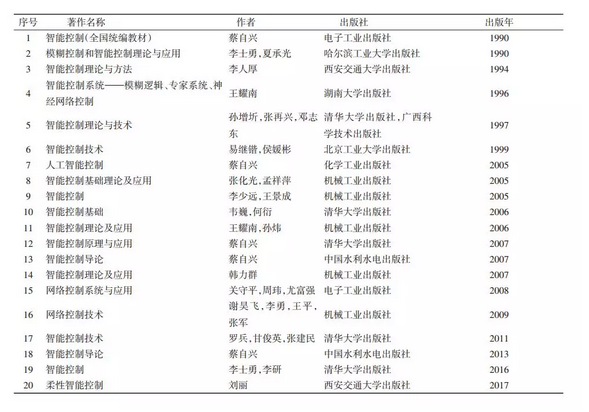 序号 著作名称 作者 出版社 出版年
1 智能控制(全国统编教材) 蔡自兴 电子工业出版社 1990
2 模糊控制和智能控制理论与应用 李士勇,夏承光 哈尔滨工业大学出版社 1990
3 智能控制理论与方法 李人厚 西安交通大学出版社 1994
4 智能控制系统——模糊逻辑、专家系统、神
经网络控制 王耀南 湖南大学出版社 1996
5 智能控制理论与技术 孙增圻,张再兴,邓志
东 清华大学出版社,广西科
学技术出版社 1997
6 智能控制技术 易继锴,侯媛彬 北京工业大学出版社 1999
7 人工智能控制 蔡自兴 化学工业出版社 2005
8 智能控制基础理论及应用 张化光,孟祥萍 机械工业出版社 2005
9 智能控制 李少远,王景成 机械工业出版社 2005
10 智能控制基础 韦巍,何衍 清华大学出版社 2006
11 智能控制理论及应用 王耀南,孙炜 机械工业出版社 2006
12 智能控制原理与应用 蔡自兴 清华大学出版社 2007
13 智能控制导论 蔡自兴 中国水利水电出版社 2007
14 智能控制理论及应用 韩力群 机械工业出版社 2007
15 网络控制系统与应用 关守平,周玮,尤富强 电子工业出版社 2008
16 网络控制技术 谢昊飞,李勇,王平,
张军 机械工业出版社 2009
17 智能控制技术 罗兵,甘俊英,张建民 清华大学出版社 2011
18 智能控制导论 蔡自兴 中国水利水电出版社 2013
19 智能控制 李士勇,李研 清华大学出版社 2016
20 柔性智能控制 刘丽 西安交通大学出版社 2017